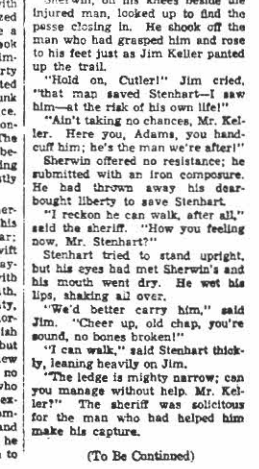 Sherwin, on his knees beside the
injured man, looked up to find the
posse closing in. He shook off the
man who had grasped him and rose
to his feet just as Jim Keller panted
up the trail.
"Hold on, Cutler!" Jim cried,
"that map saved Stenhart—I saw
him—at the risk of his own life!"
"Ain't taking no chances, Mr. Kel-
ler. Here you, Adams, you hand-
cuff him; he's the man we're after!"
Sherwin offered no resistance; he
submitted with an iron composure.
He had thrown away his dear-
bought liberty to save Stenhart.
"I reckon he can walk, after all,"
said the sheriff. "How you feeling
now, Mr. Stenhart?"
Stenhart tried to stand upright,
but his eyes bad met Sherwin's and
his mouth went dry. He wet his
lips, shaking all over.
"We'd better carry him," said
Jim. "Cheer up, old chap, you're
sound, no bones broken!"
"I can walk," said Stenhart thick-
ly, leaning heavily on Jim.
"The ledge is mighty narrow; can
you manage without help. Mr. Kel-
ler?" The sheriff was solicitous
for the man who had helped him
make his capture.
(To Be Continued)